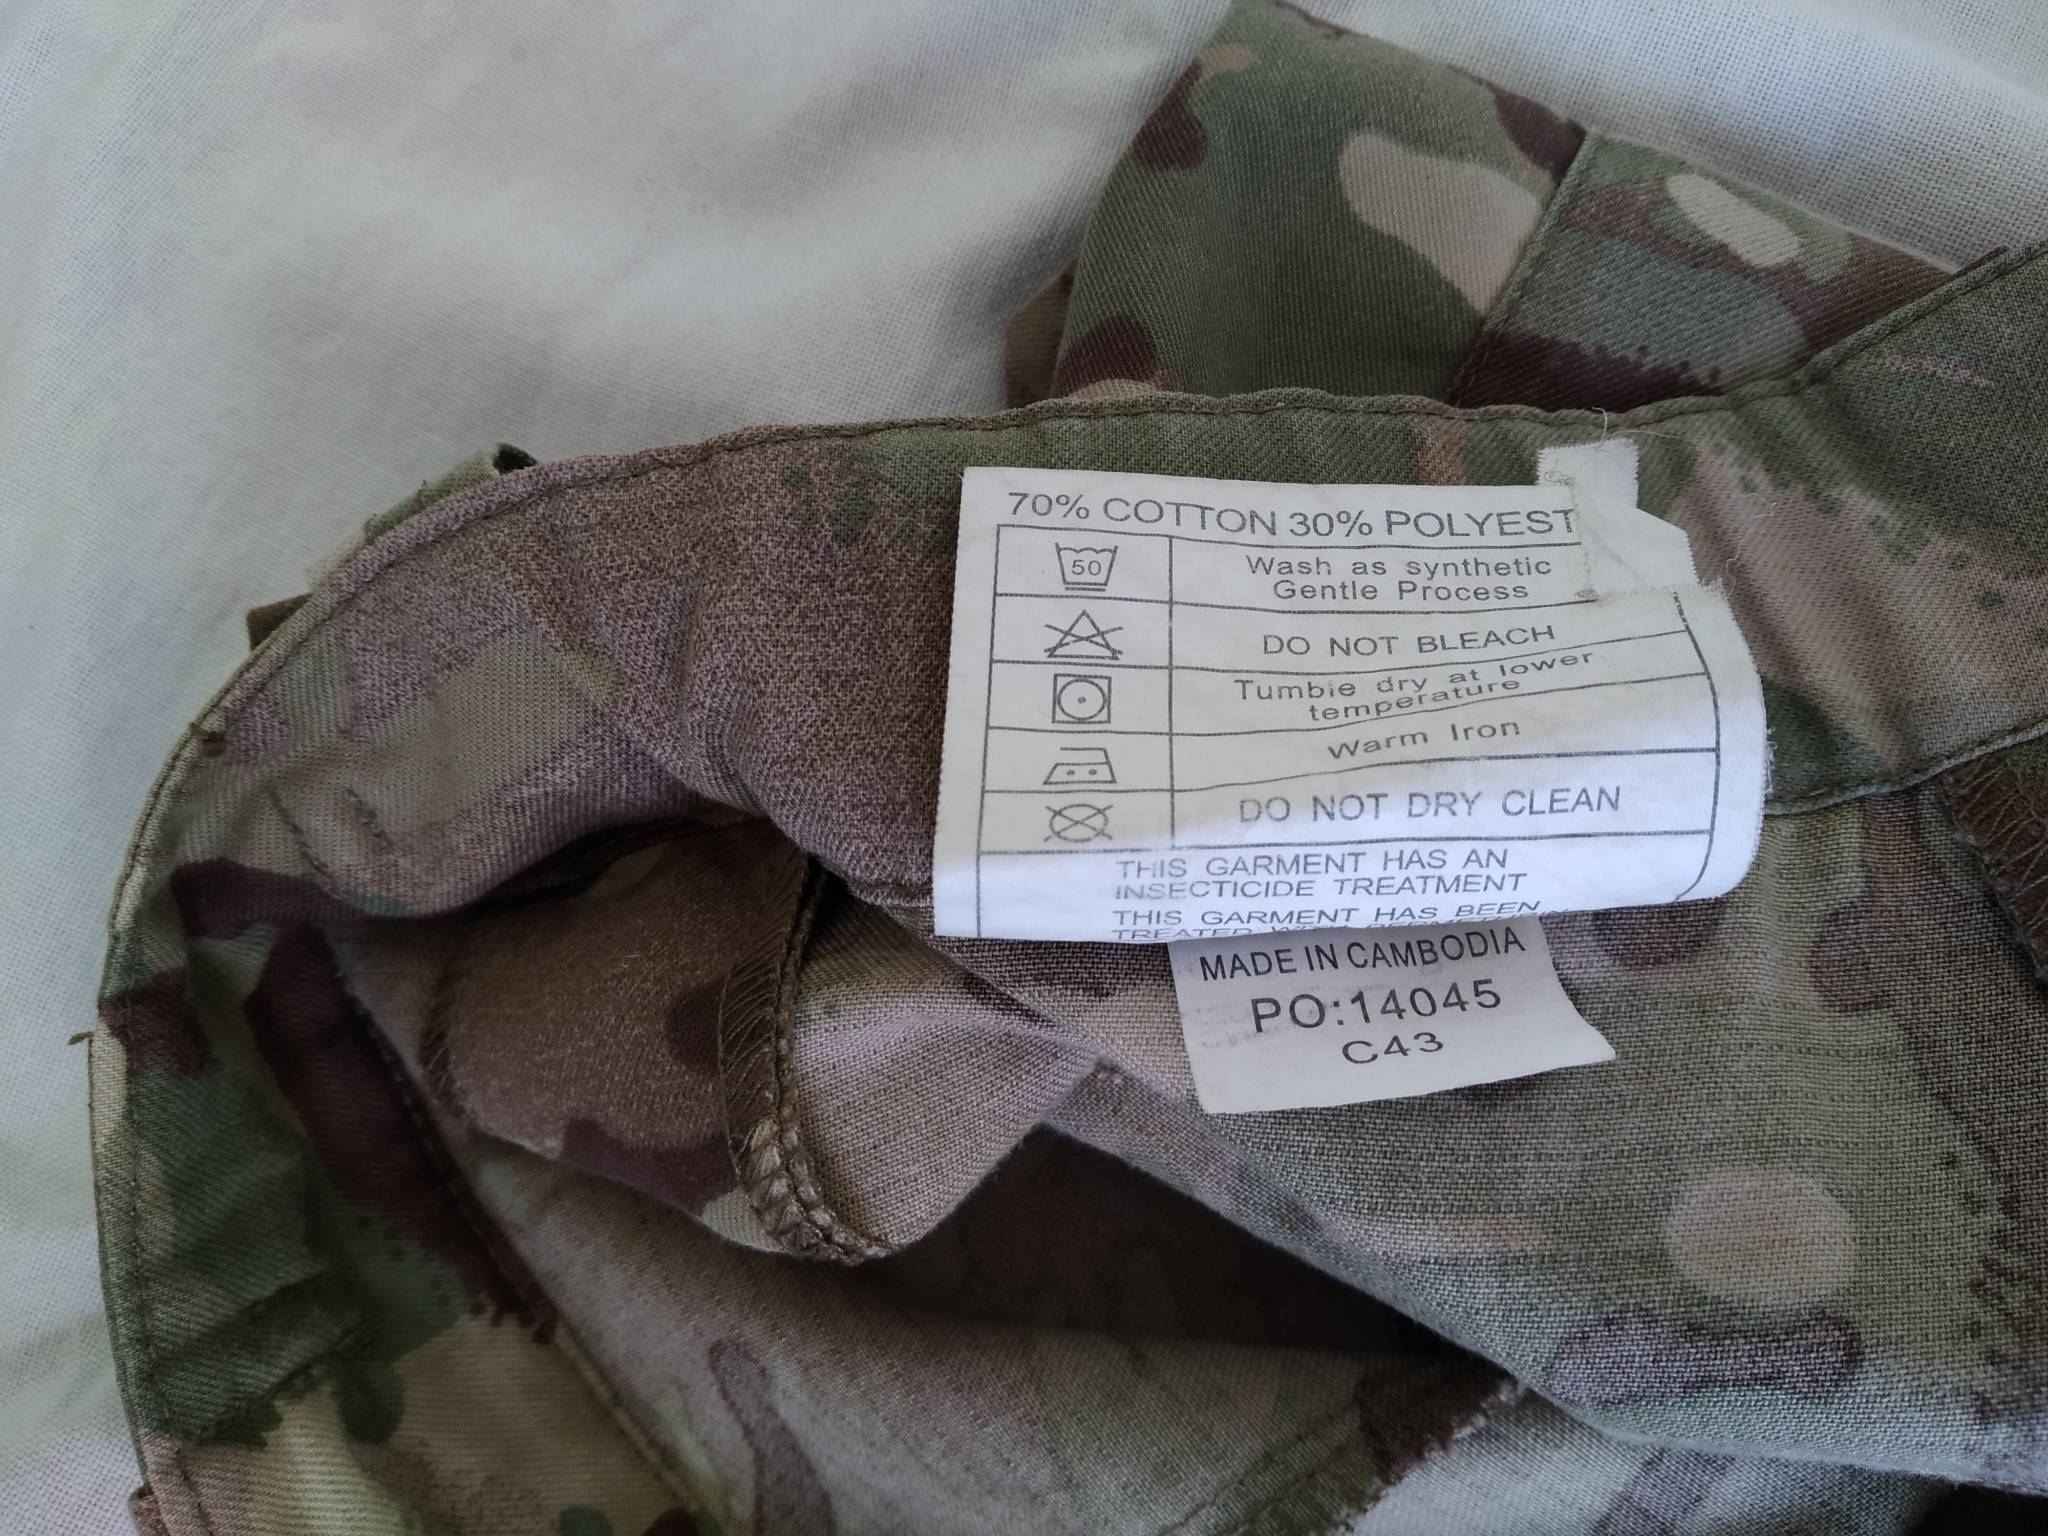 70% COTTON 30% POLYEST
50
Wash as synthetic
Gentle Process
DO NOT BLEACH
Tumble dry at lower
temperature
Warm Iron
DO NOT DRY CLEAN
THIS GARMENT HAS AN
INSECTICIDE TREATMENT
THIS GARMENT HAS BEEN
TREATED WITH
MADE IN CAMBODIA
PO:14045
C43